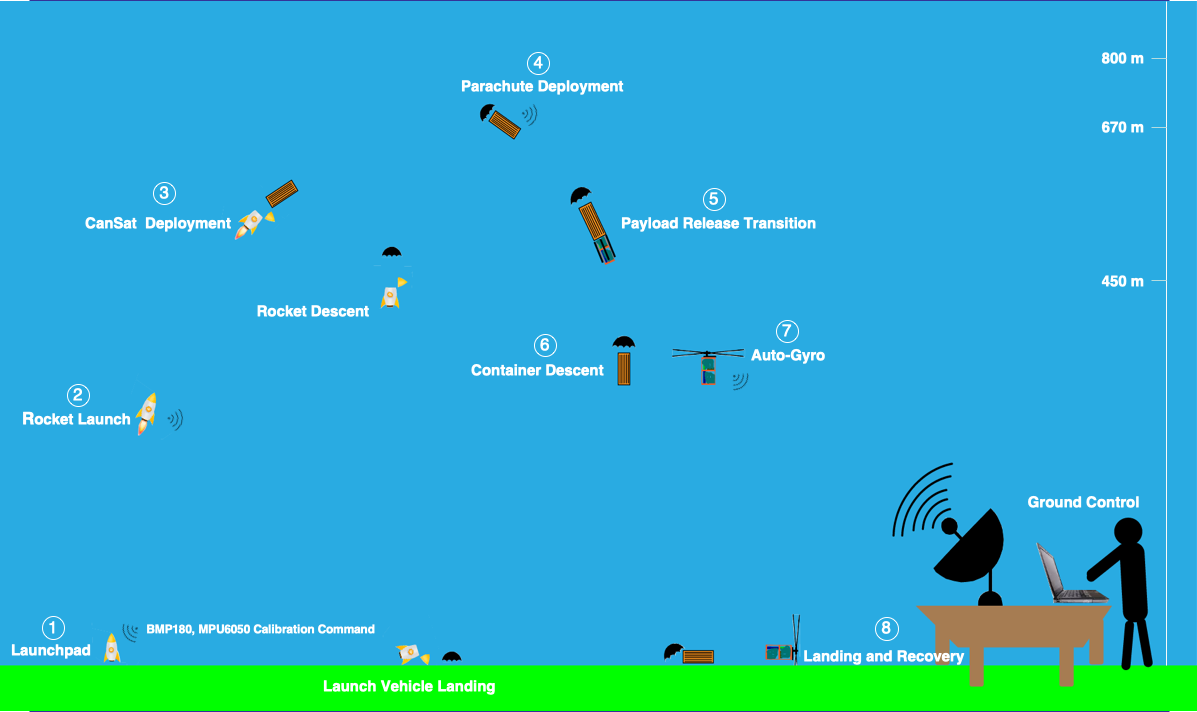 ④
Parachute Deployment
800 m
670 m
③
CanSat Deployment
⑤
Payload Release Transition
450 m
Rocket Descent
⑥
Container Descent
⑦
Auto-Gyro
②
Rocket Launch
Ground Control
①
Launchpad
BMP180, MPU6050 Calibration Command
⑧
Landing and Recovery
Launch Vehicle Landing